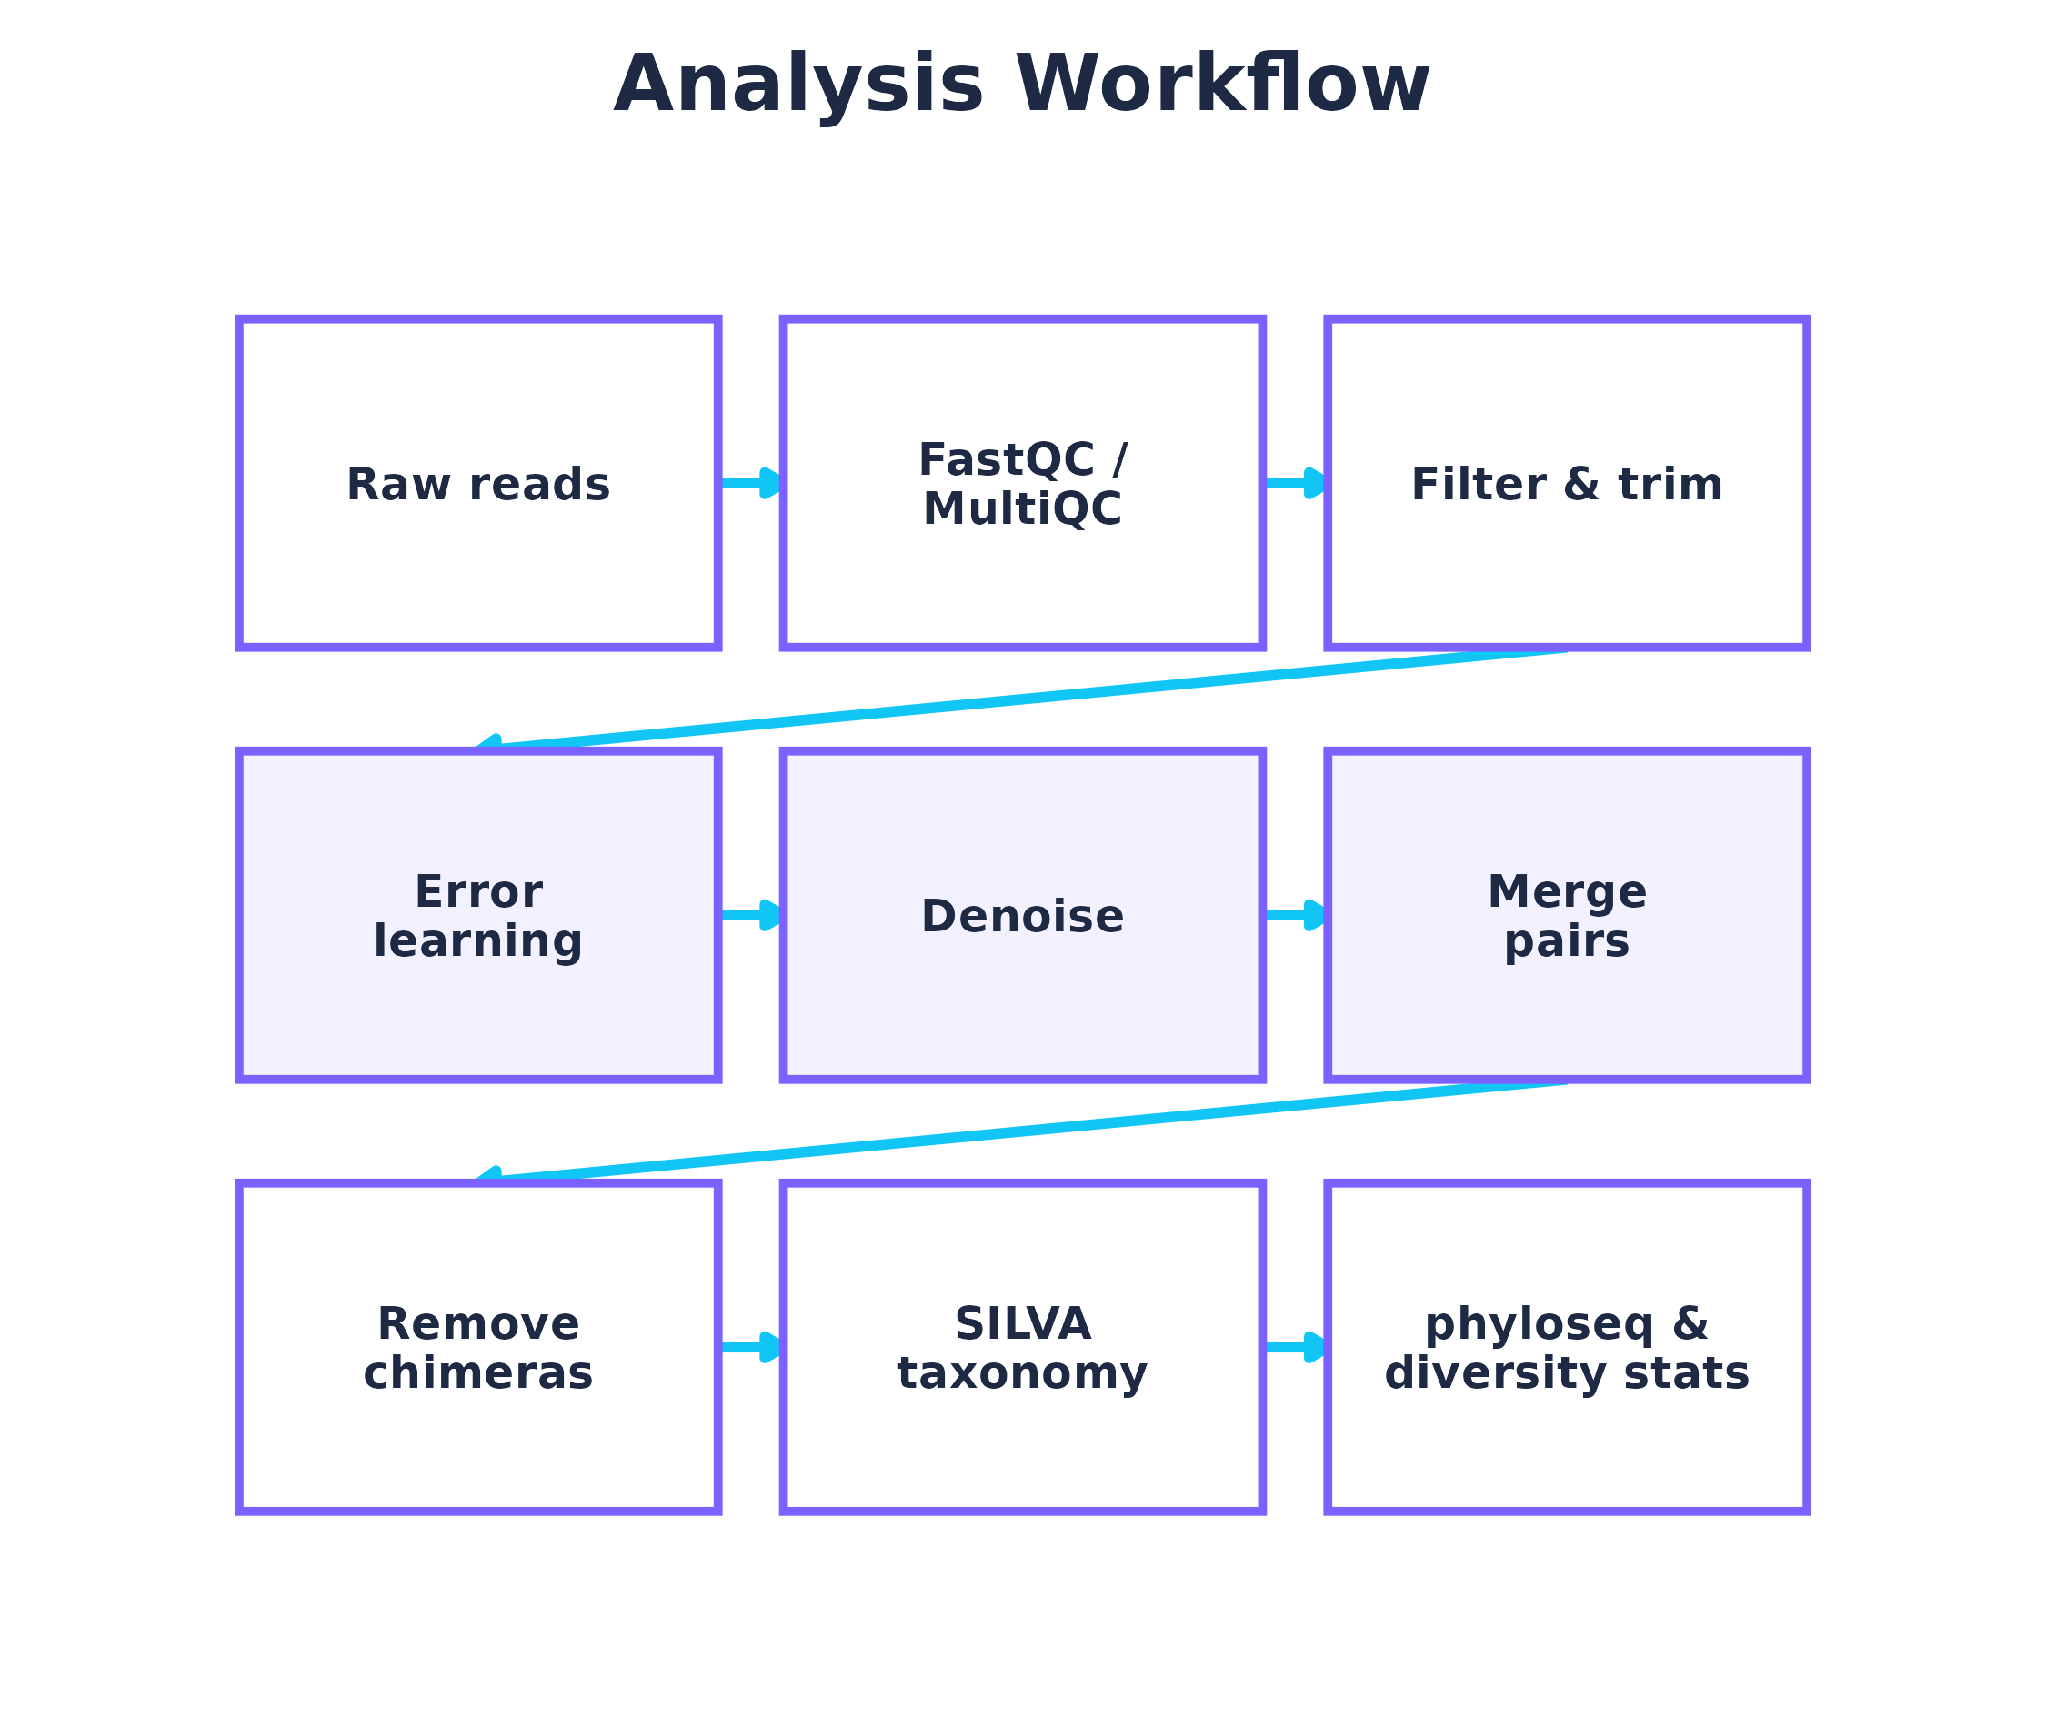 Analysis Workflow
Raw reads
FastQC /
MultiQC
Filter & trim
Error
learning
Denoise
Merge
pairs
Remove
chimeras
SILVA
taxonomy
phyloseq &
diversity stats